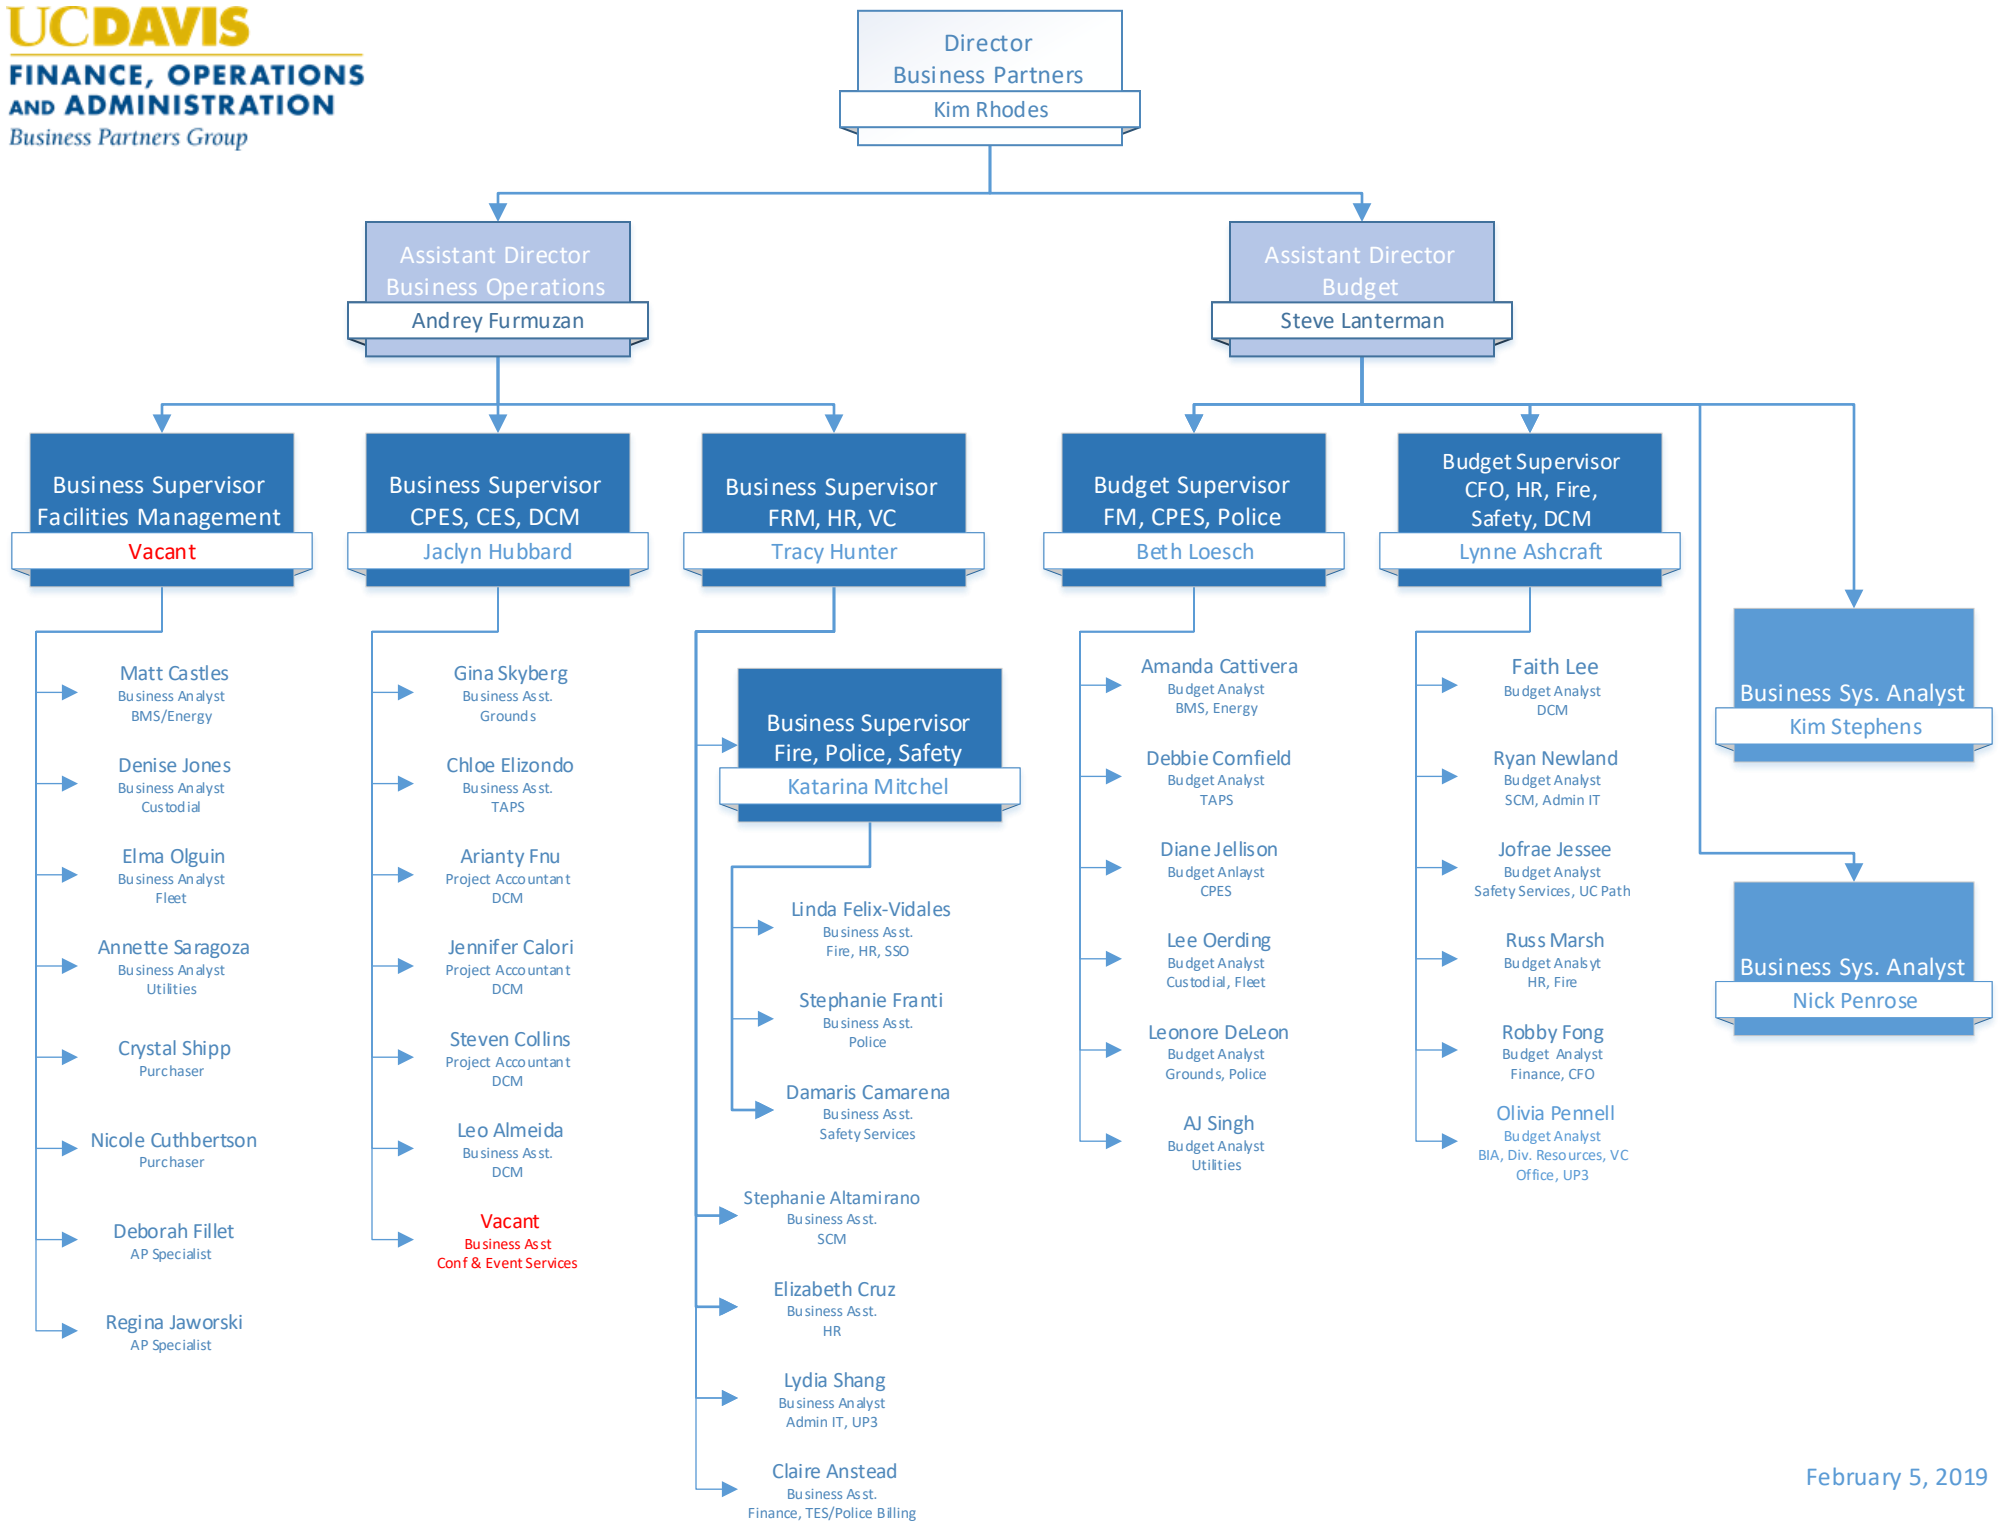 UCDAVIS
FINANCE, OPERATIONS
AND ADMINISTRATION
Business Partners Group
Director
Business Partners
Kim Rhodes
Assistant Director
Business Operations
Andrey Furmuzan
Assistant Director
Budget
Steve Lanterman
Business Supervisor
Facilities Management
Vacant
Business Supervisor
CPES, CES, DCM
Jaclyn Hubbard
Business Supervisor
FRM, HR, VC
Tracy Hunter
Budget Supervisor
FM, CPES, Police
Beth Loesch
Budget Supervisor
CFO, HR, Fire,
Safety, DCM
Lynne Ashcraft
Business Sys. Analyst
Kim Stephens
Business Sys. Analyst
Nick Penrose
Matt Castles
Business Analyst
BMS/Energy
Denise Jones
Business Analyst
Custodial
Elma Olguin
Business Analyst
Fleet
Annette Saragoza
Business Analyst
Utilities
Crystal Shipp
Purchaser
Nicole Cuthbertson
Purchaser
Deborah Fillet
AP Specialist
Regina Jaworski
AP Specialist
Gina Skyberg
Business Asst.
Grounds
Chloe Elizondo
Business Asst.
TAPS
Arianty Fnu
Project Accountant
DCM
Jennifer Calori
Project Accountant
DCM
Steven Collins
Project Accountant
DCM
Leo Almeida
Business Asst.
DCM
Vacant
Business Asst
Conf & Event Services
Business Supervisor
Fire, Police, Safety
Katarina Mitchel
Linda Felix-Vidales
Business Asst.
Fire, HR, SSO
Stephanie Franti
Business Asst.
Police
Damaris Camarena
Business Asst.
Safety Services
Stephanie Altamirano
Business Asst.
SCM
Elizabeth Cruz
Business Asst.
HR
Lydia Shang
Business Analyst
Admin IT, UP3
Claire Anstead
Business Asst.
Finance, TES/Police Billing
Amanda Cattivera
Budget Analyst
BMS, Energy
Debbie Cornfield
Budget Analyst
TAPS
Diane Jellison
Budget Anlayst
CPES
Lee Oerding
Budget Analyst
Custodial, Fleet
Leonore DeLeon
Budget Analyst
Grounds, Police
AJ Singh
Budget Analyst
Utilities
Faith Lee
Budget Analyst
DCM
Ryan Newland
Budget Analyst
SCM, Admin IT
Jofrae Jessee
Budget Analyst
Safety Services, UC Path
Russ Marsh
Budget Analsyt
HR, Fire
Robby Fong
Budget Analyst
Finance, CFO
Olivia Pennell
Budget Analyst
BIA, Div. Resources, VC
Office, UP3
February 5, 2019